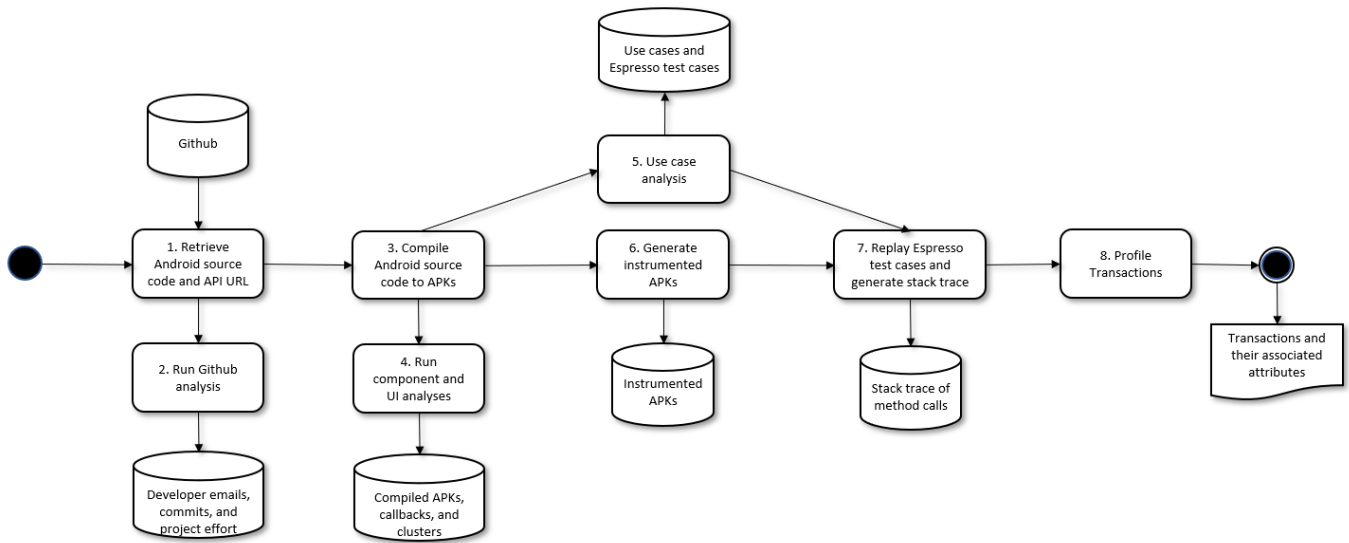 Use cases and
Espresso test cases
Github
5. Use case
analysis
1. Retrieve
Android source
code and API URL
3. Compile
Android source
code to APKs
6. Generate
instrumented
APKs
7. Replay Espresso
test cases and
generate stack trace
8. Profile
Transactions
2. Run Github
analysis
4. Run
component and
UI analyses
Instrumented
APKs
Stack trace of
method calls
Transactions and
their associated
attributes
Developer emails,
commits, and
project effort
Compiled APKs,
callbacks, and
clusters